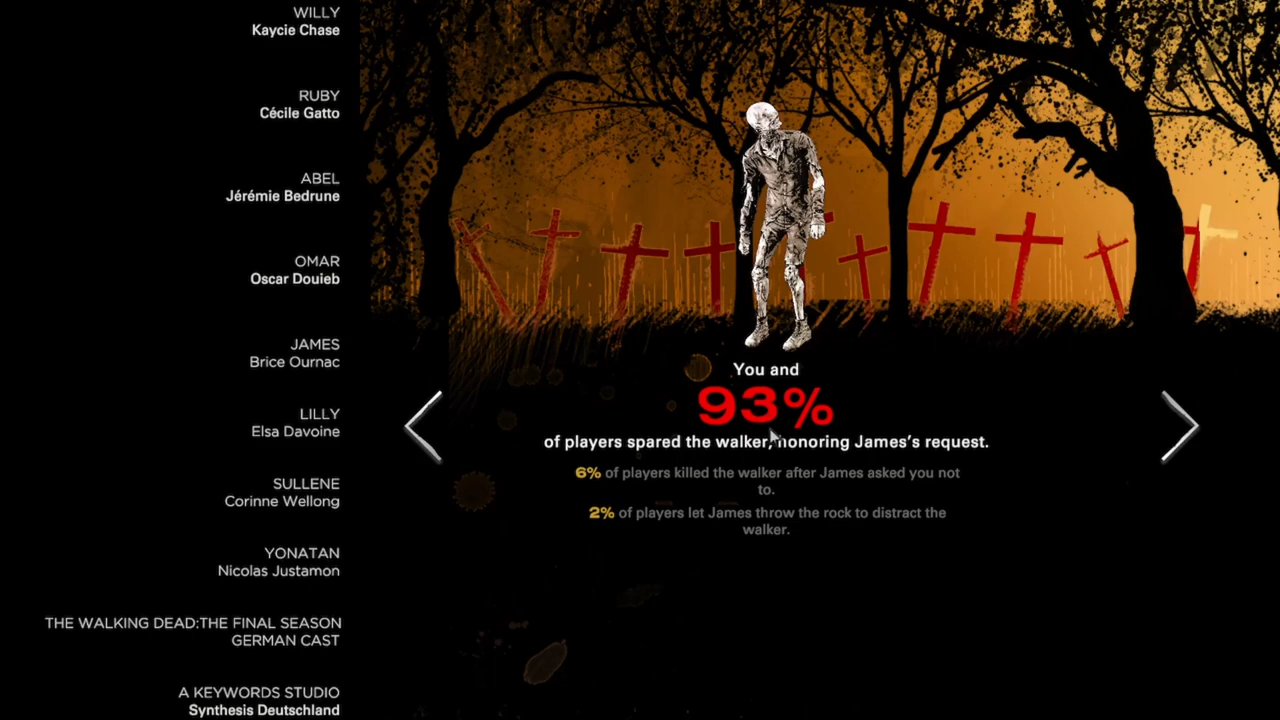 WILLY
Kaycie Chase
RUBY
Cécile Gatto
ABEL
Jérémie Bedrune
OMAR
Oscar Douieb
JAMES
Brice Ournac
LILLY
Elsa Davoine
SULLENE
Corinne Wellong
YONATAN
Nicolas Justamon
THE WALKING DEAD:THE FINAL SEASON
GERMAN CAST
A KEYWORDS STUDIO
Synthesis Deutschland
You and
93%
of players spared the walker, honoring James's request.
6% of players killed the walker after James asked you not
to.
2% of players let James throw the rock to distract the
walker.